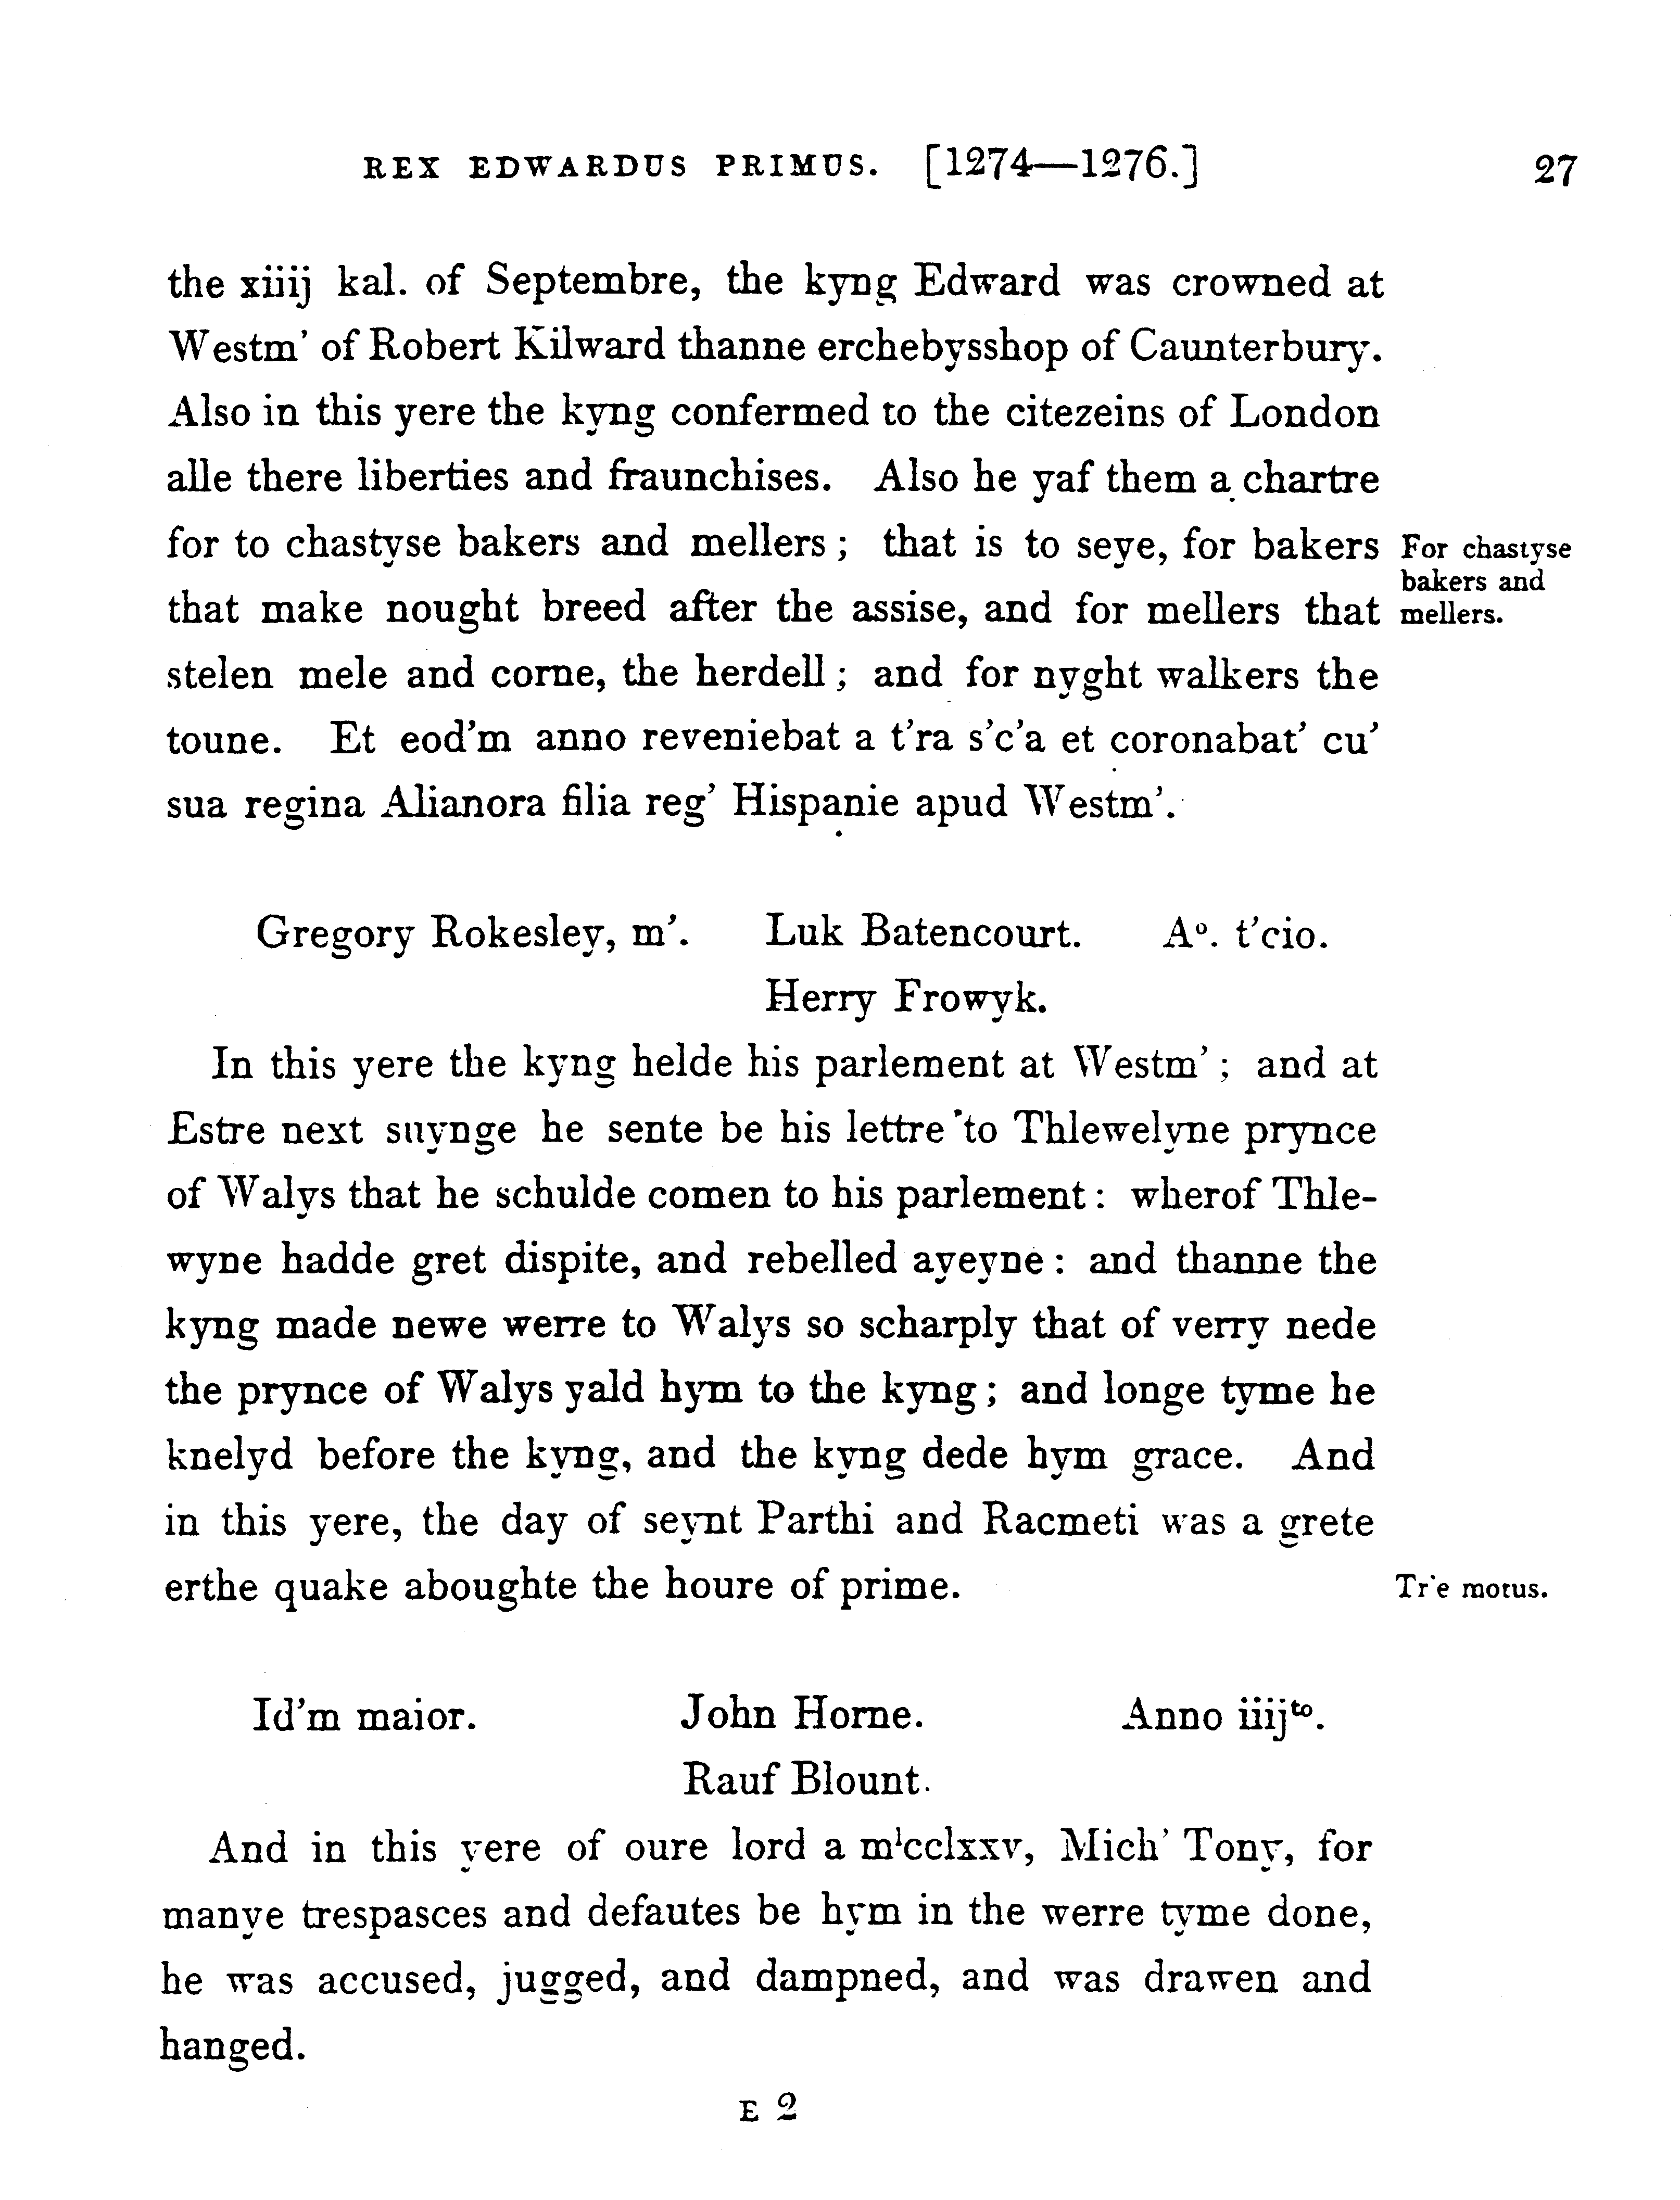 REX EDWARDUS PRIMUS. [1274—1276.] 27
the xiiij kal. of Septembre, the kyng Edward was crowned at
Westm' of Robert Kilward thanne erchebysshop of Caunterbury.
Also in this yere the kyng confermed to the citezeins of London
alle there liberties and fraunchises. Also he yaf them a chartre
for to chastyse bakers and mellers; that is to seye, for bakers
that make nought breed after the assise, and for mellers that
stelen mele and corne, the herdell; and for nyght walkers the
toune. Et eod'm anno reveniebat a t'ra s'c'a et coronabat' cu'
sua regina Alianora filia reg' Hispanie apud Westm'.
For chastyse
bakers and
mellers.
Gregory Rokesley, m'. Luk Batencourt. Aº. t'cio.
Herry Frowyk.
In this yere the kyng helde his parlement at Westm'; and at
Estre next suynge he sente be his lettre to Thlewelyne prynce
of Walys that he schulde comen to his parlement: wherof Thle-
wyne hadde gret dispite, and rebelled ayeyne: and thanne the
kyng made newe werre to Walys so scharply that of verry nede
the prynce of Walys yald hym to the kyng; and longe tyme he
knelyd before the kyng, and the kyng dede hym grace. And
in this yere, the day of seynt Parthi and Racmeti was a grete
erthe quake aboughte the houre of prime.
Tr'e motus.
Id'm maior. John Horne. Anno iiijᵗᵒ.
Rauf Blount.
And in this yere of oure lord a mˡcclxxv, Mich' Tony, for
manye trespasces and defautes be hym in the werre tyme done,
he was accused, jugged, and dampned, and was drawen and
hanged.
E 2